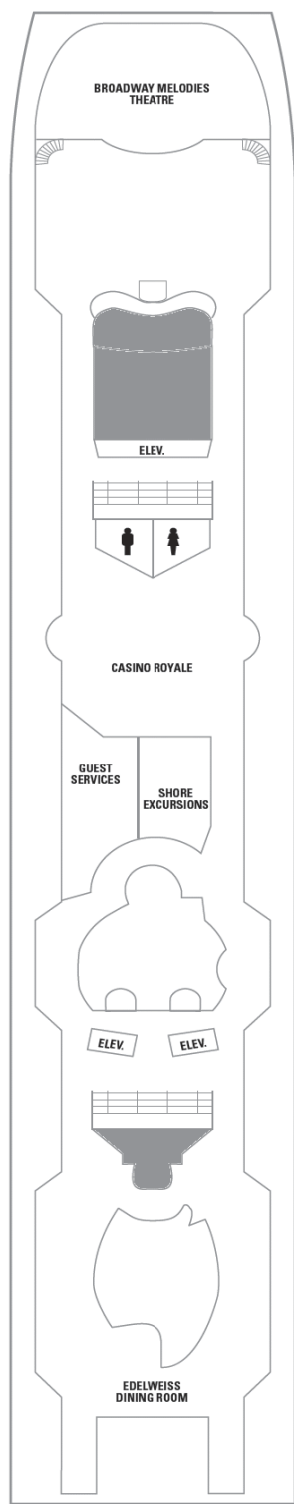 BROADWAY MELODIES
THEATRE
ELEV.
CASINO ROYALE
GUEST
SERVICES
SHORE
EXCURSIONS
ELEV.
ELEV.
EDELWEISS
DINING ROOM